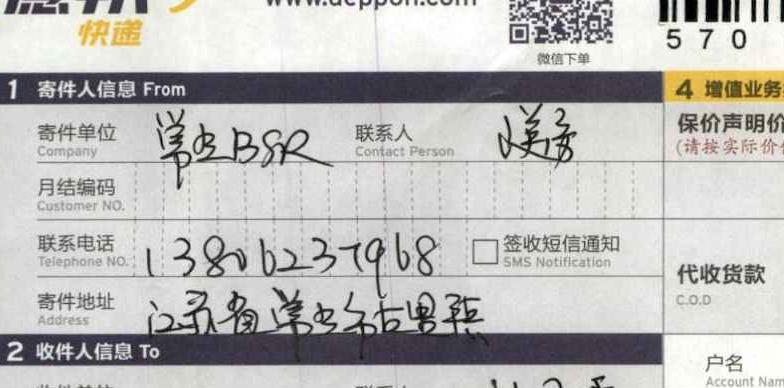 快递
www.deppon.com
微信下单
570
1 寄件人信息 From
4 增值业务
寄件单位 常熟BSR 联系人
Company Contact Person
保价声明价
(请按实际价
月结编码
Customer NO.
联系电话 13806237968 签收短信通知
Telephone NO. SMS Notification
代收货款
C.O.D
寄件地址 江苏省常熟市古里镇
Address
2 收件人信息 To
户名
Account Nam